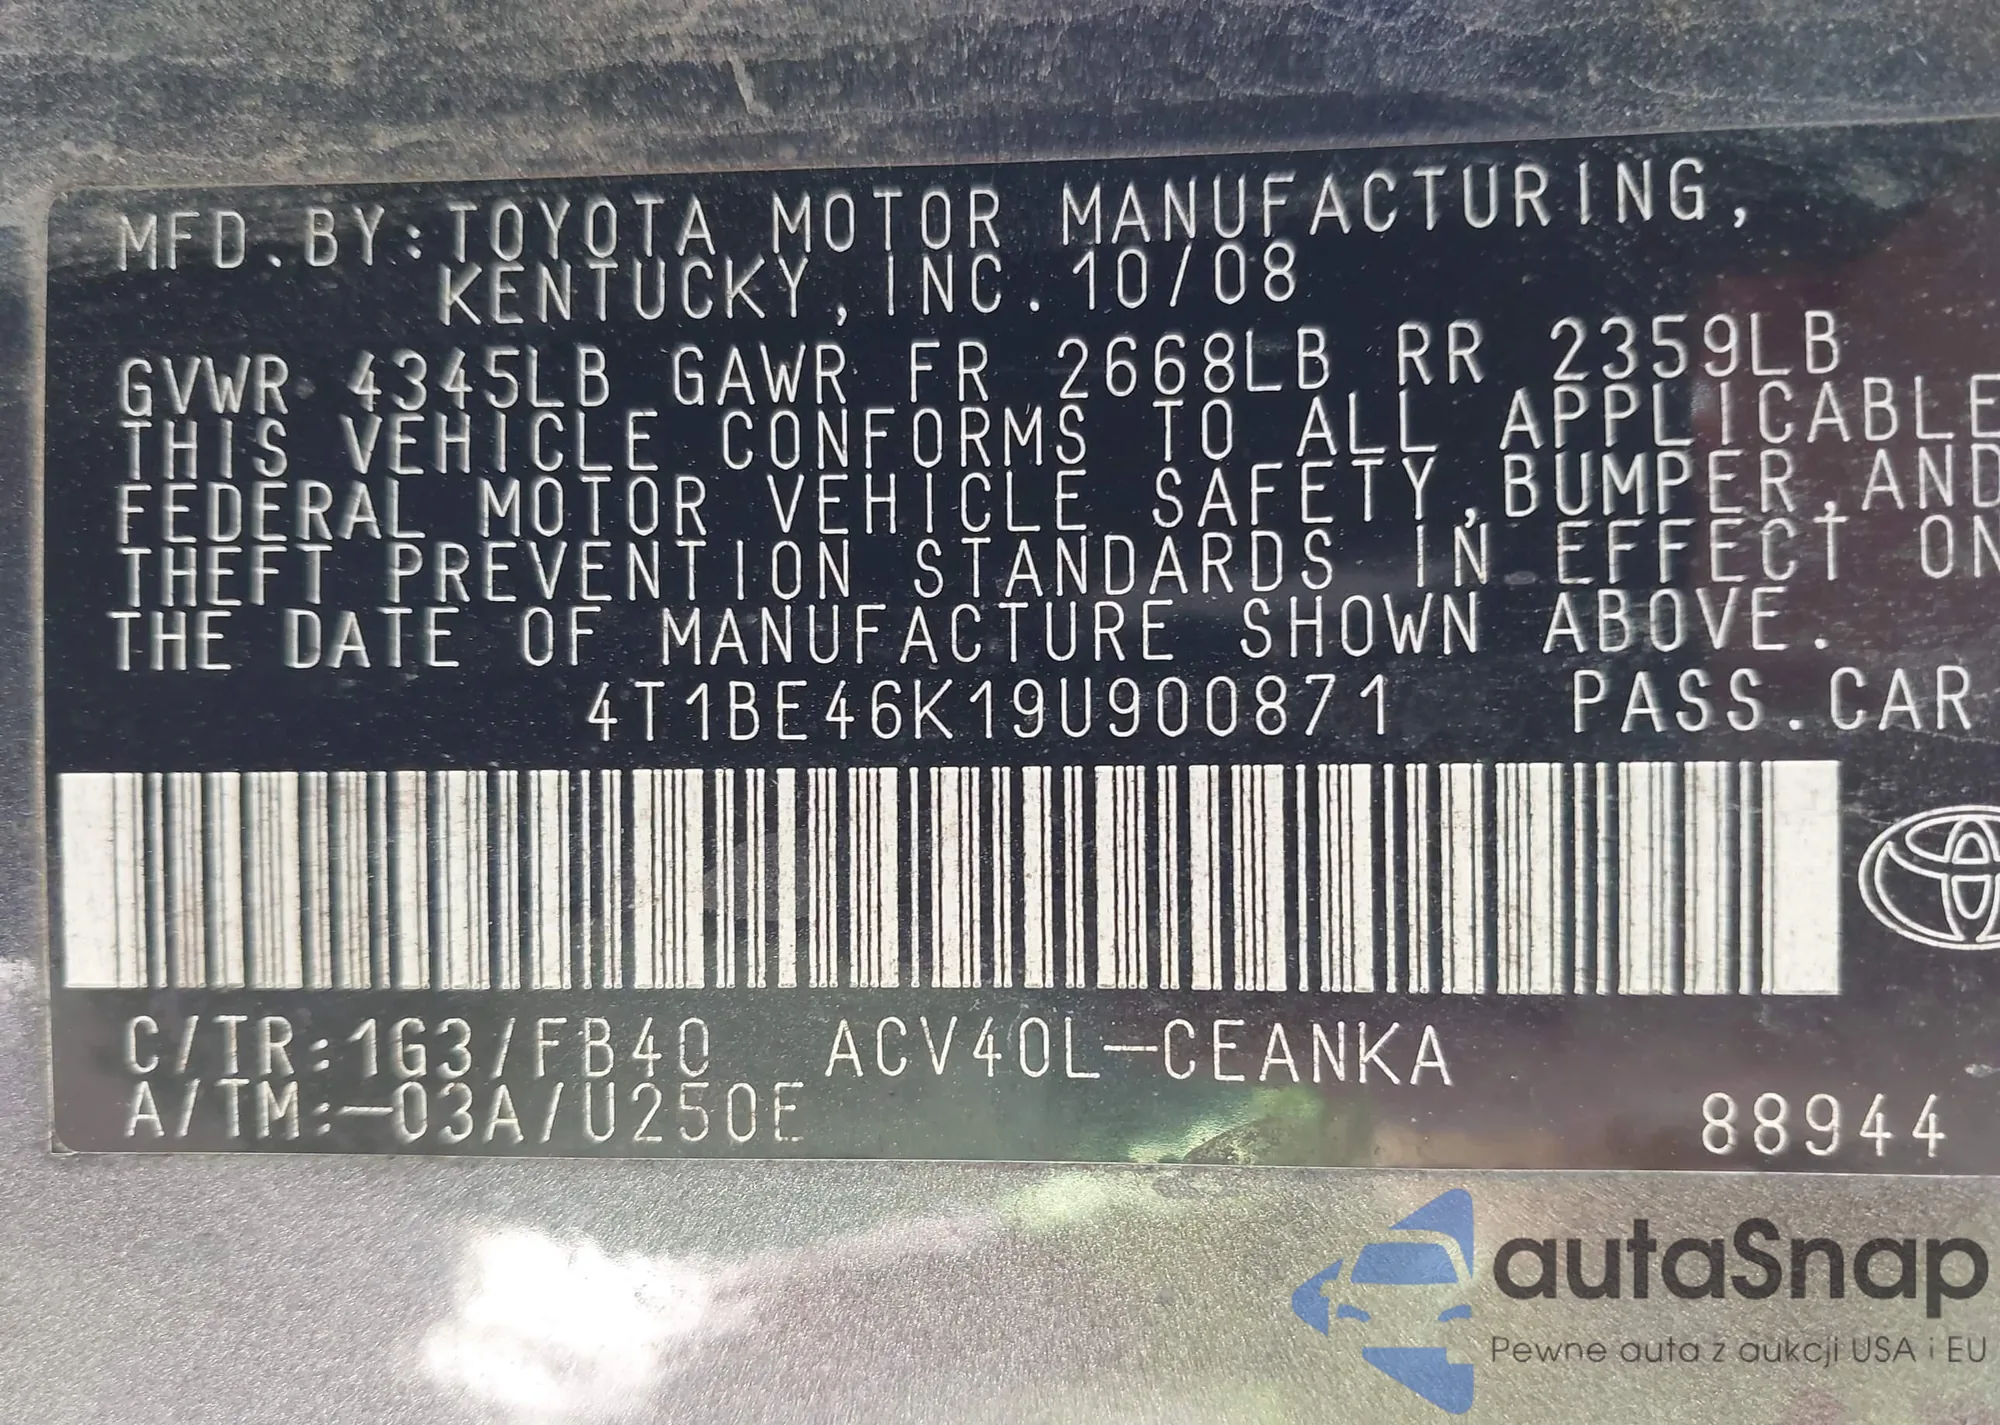 MFD.BY:TOYOTA MOTOR MANUFACTURING,
KENTUCKY, INC. 10/08
GVWR 4345LB GAWR FR 2668LB RR 2359LB
THIS VEHICLE CONFORMS TO ALL APPLICABLE
FEDERAL MOTOR VEHICLE SAFETY,BUMPER,AND
THEFT PREVENTION STANDARDS IN EFFECT ON
THE DATE OF MANUFACTURE SHOWN ABOVE.
4T1BE46K19U900871 PASS.CAR
C/TR:1G3/FB40 ACV40L-CEANKA
A/TM:-03A/U250E
88944
autaSnap
Pewne auta z aukcji USA i EU